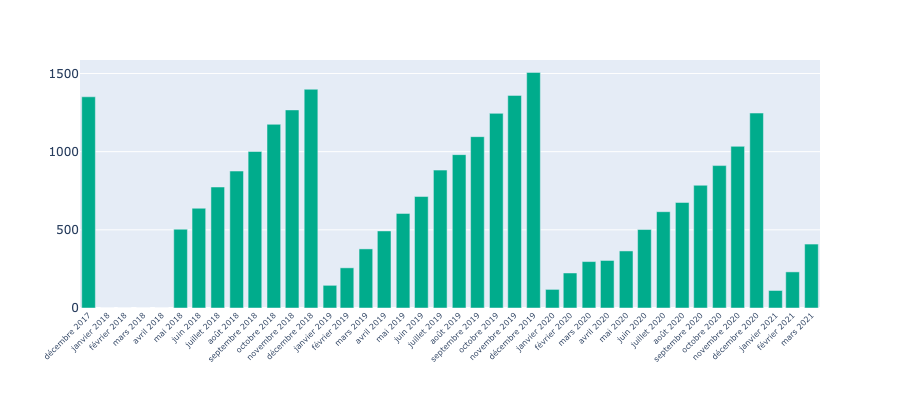 1500
1000
500
0
décembre 2017
janvier 2018
février 2018
mars 2018
avril 2018
mai 2018
juin 2018
juillet 2018
août 2018
septembre 2018
octobre 2018
novembre 2018
décembre 2018
janvier 2019
février 2019
mars 2019
avril 2019
mai 2019
juin 2019
juillet 2019
août 2019
septembre 2019
octobre 2019
novembre 2019
décembre 2019
janvier 2020
février 2020
mars 2020
avril 2020
mai 2020
juin 2020
juillet 2020
août 2020
septembre 2020
octobre 2020
novembre 2020
décembre 2020
janvier 2021
février 2021
mars 2021